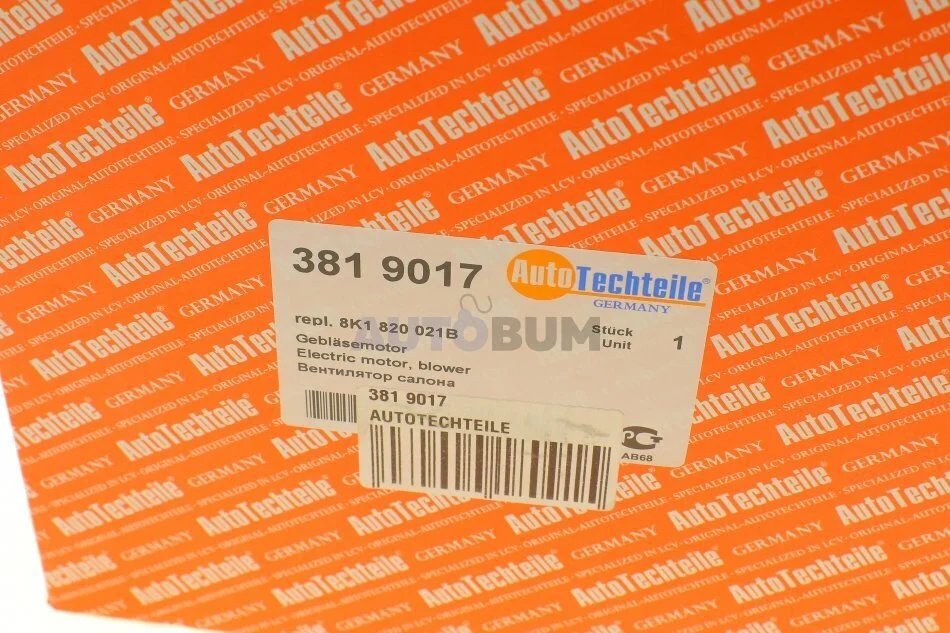 AutoTechteile® GERMANY
SPECIALIZED IN LCV · ORIGINAL-AUTOTECHTEILE
381 9017
AutoTechteile®
GERMANY
repl. 8K1 820 021B
Stück
Unit
1
Gebläsemotor
Electric motor, blower
Вентилятор салона
AUTOBUM
381 9017
AUTOTECHTEILE
АВ68